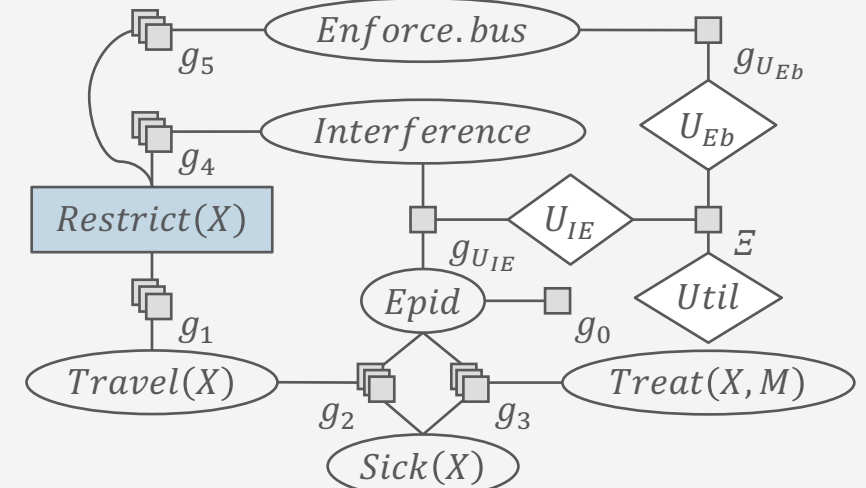 Enforce.bus
g₅
g_{U_{Eb}}
Interference
U_{Eb}
g₄
Restrict(X)
U_{IE}
Ξ
g_{U_{IE}}
Epid
Util
g₁
g₀
Travel(X)
Treat(X, M)
g₂
g₃
Sick(X)